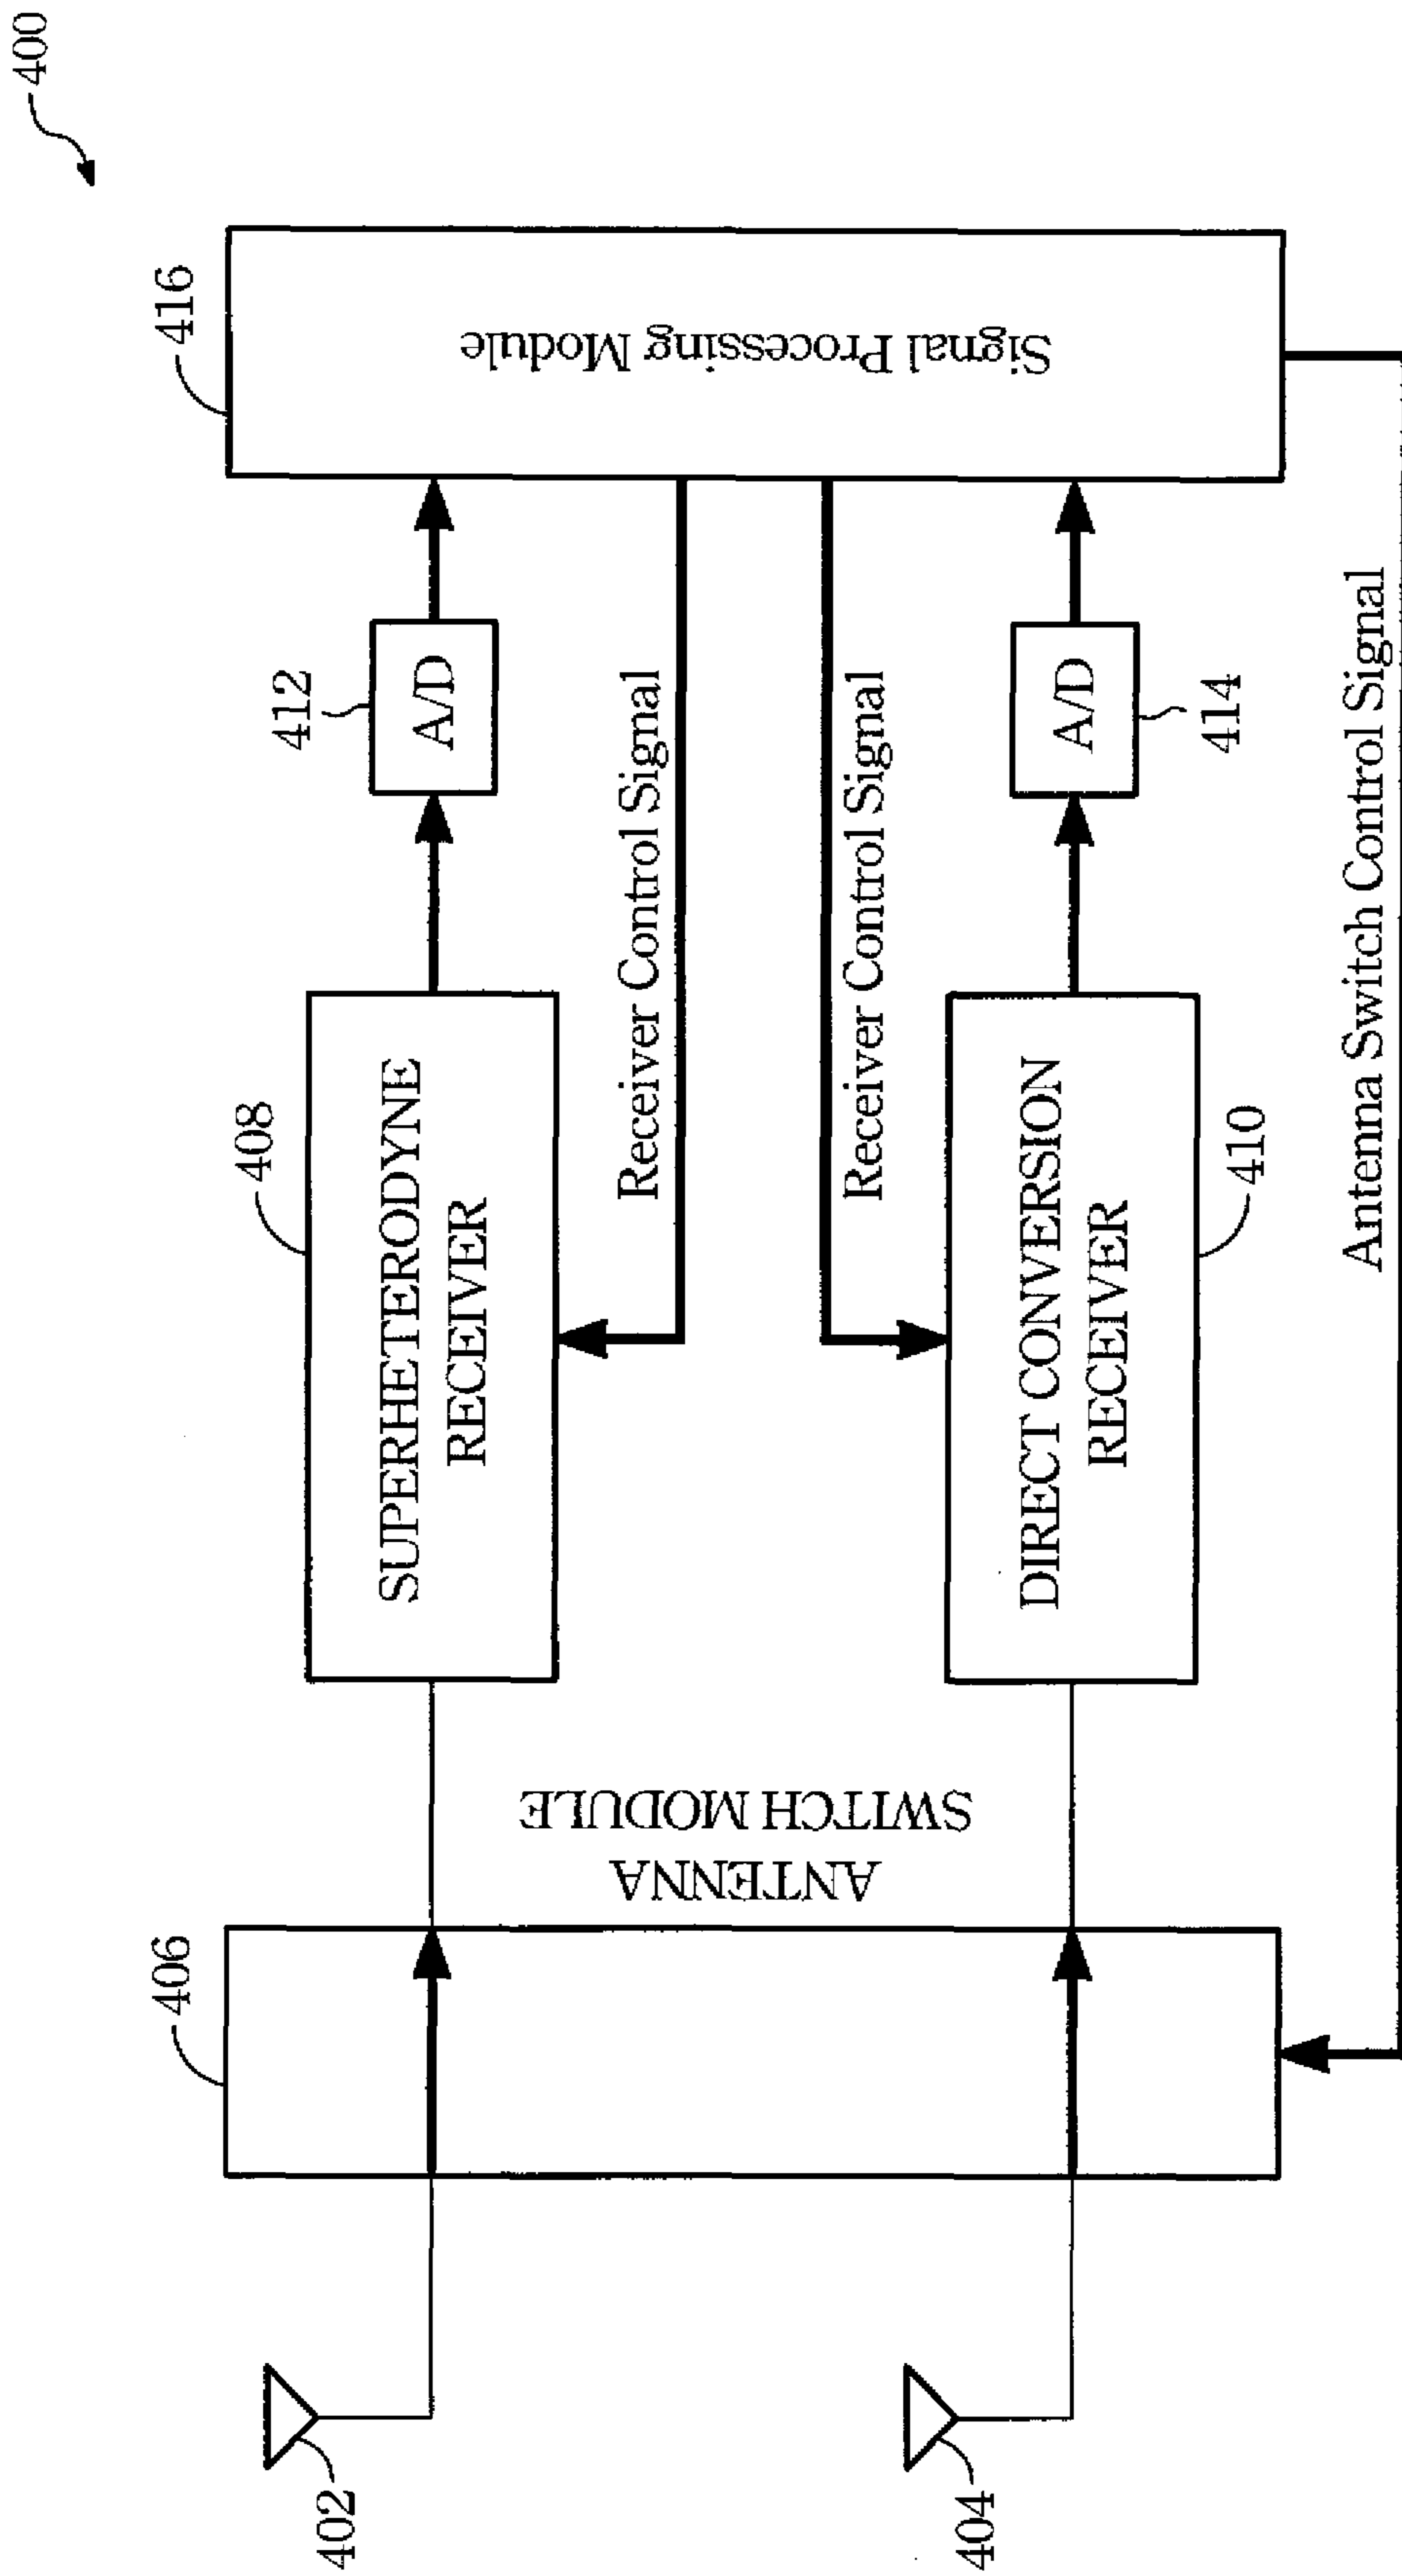 400
416
Signal Processing Module
412
A/D
A/D
414
Receiver Control Signal
Receiver Control Signal
Antenna Switch Control Signal
408
SUPERHETERODYNE
RECEIVER
DIRECT CONVERSION
RECEIVER
410
ANTENNA
SWITCH MODULE
406
402
404